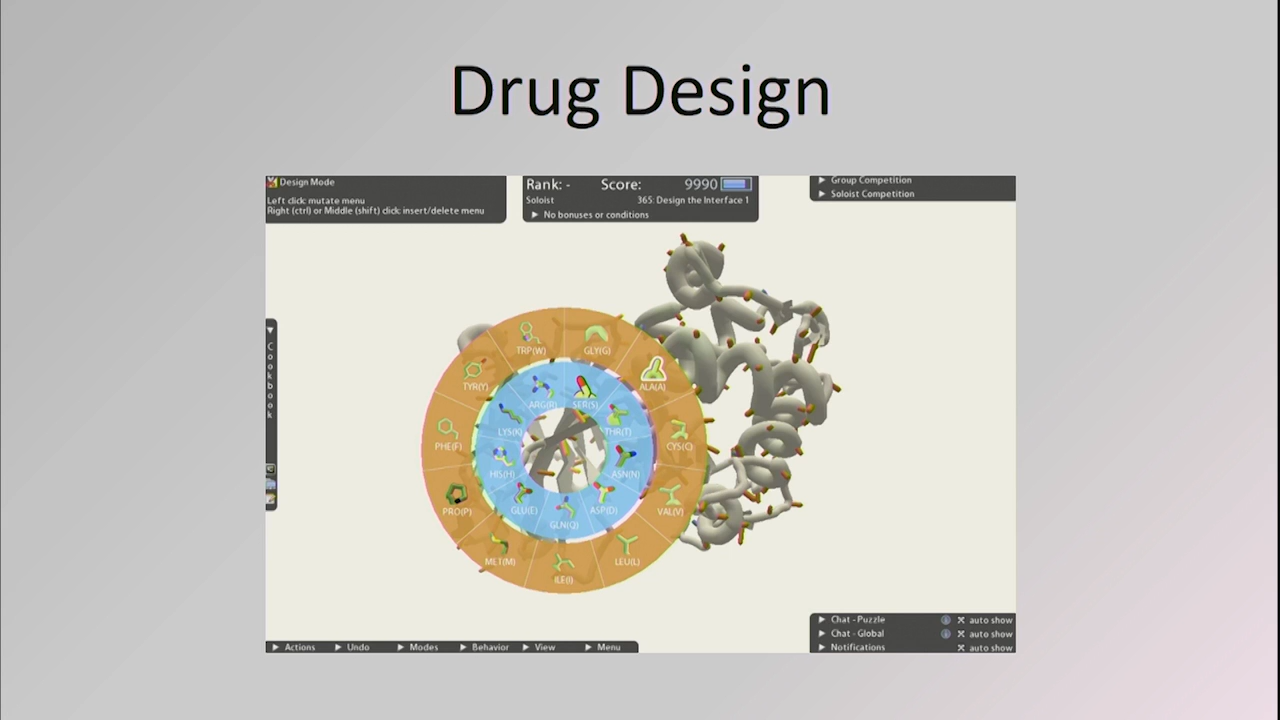 Drug Design
Design Mode
Left click: mutate menu
Right (ctrl) or Middle (shift) click: insert/delete menu
Rank: - Score: 9990
Soloist 365: Design the Interface 1
No bonuses or conditions
Group Competition
Soloist Competition
Cookbook
TRP(W) GLY(G)
TYR(Y) ALA(A)
ARG(R) SER(S)
LYS(K) THR(T)
PHE(F) CYS(C)
HIS(H) ASN(N)
PRO(P) GLU(E) ASP(D) VAL(V)
GLN(Q)
MET(M) LEU(L)
ILE(I)
Chat - Puzzle auto show
Chat - Global auto show
Notifications auto show
Actions Undo Modes Behavior View Menu